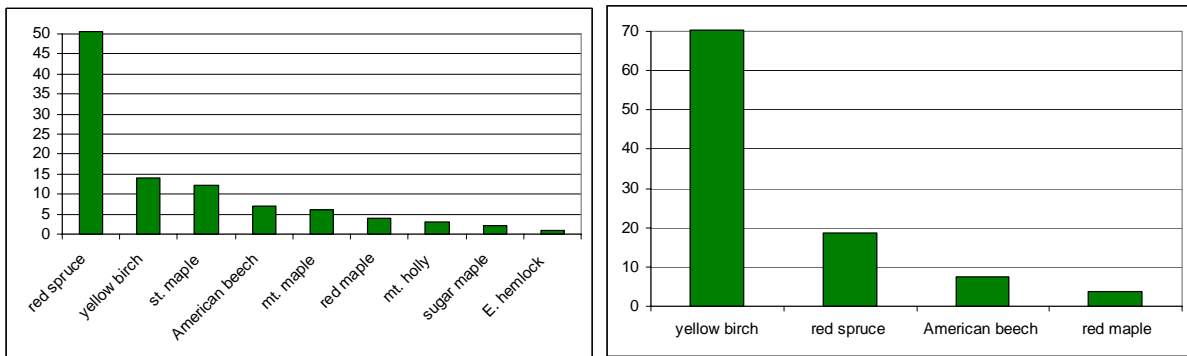 50
45
40
35
30
25
20
15
10
5
0
red spruce
yellow birch
st. maple
American beech
mt. maple
red maple
mt. holly
sugar maple
E. hemlock
70
60
50
40
30
20
10
0
yellow birch
red spruce
American beech
red maple